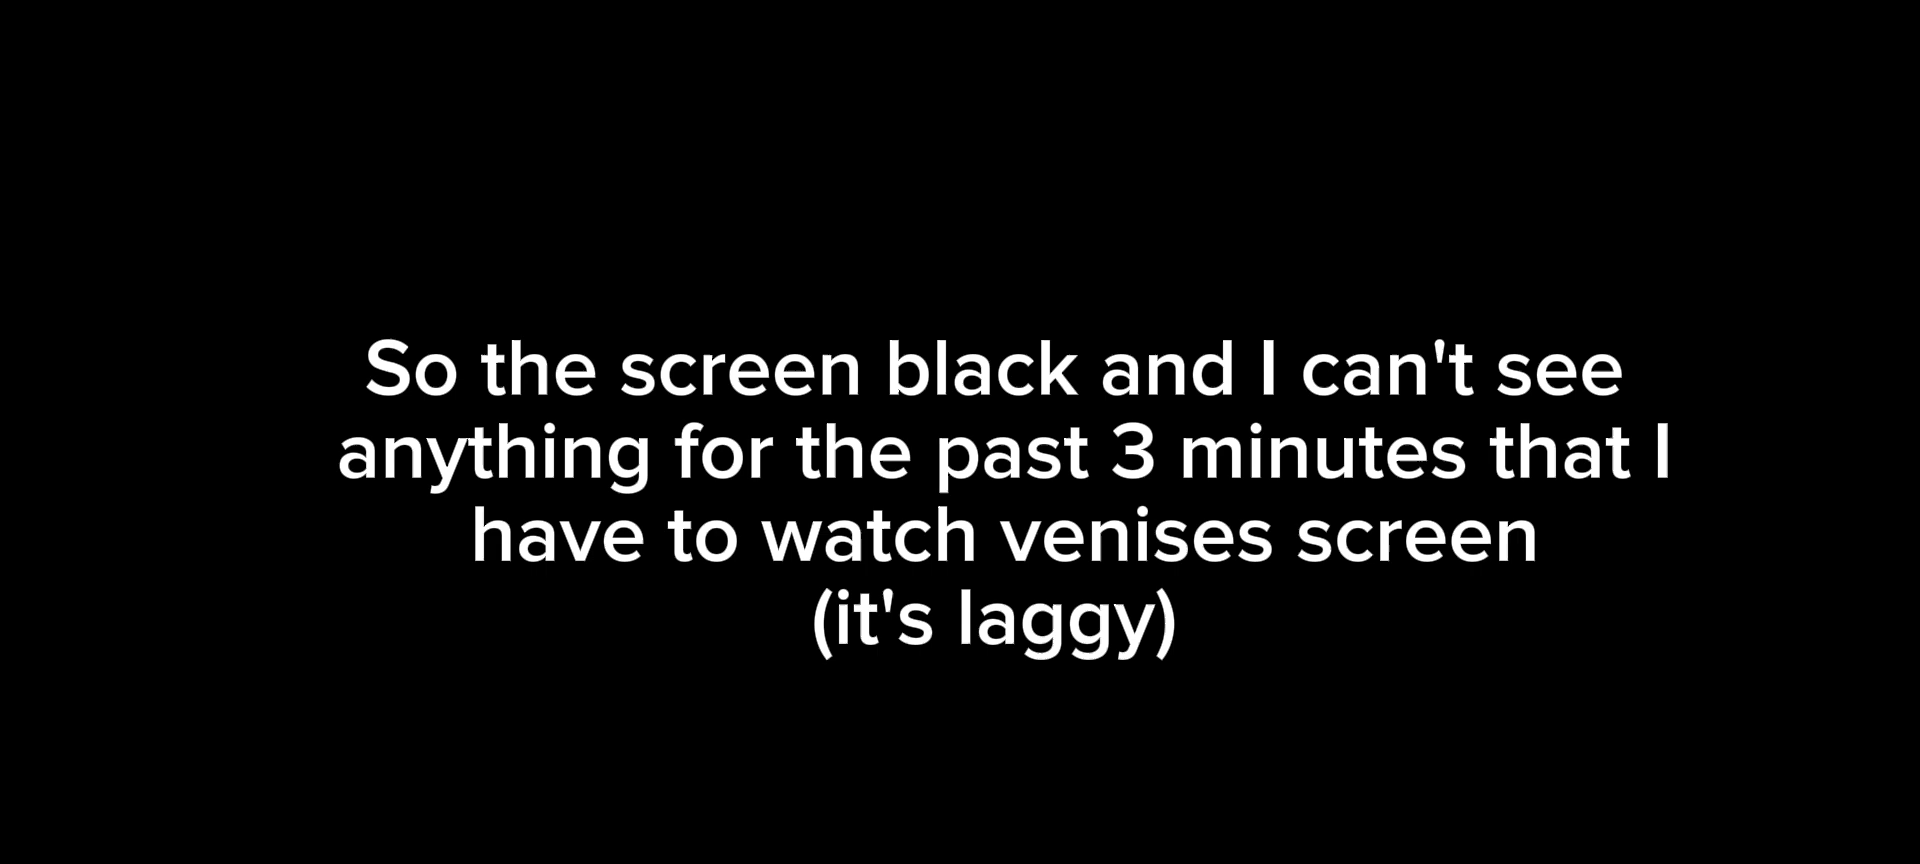 So the screen black and I can't see
anything for the past 3 minutes that I
have to watch venises screen
(it's laggy)